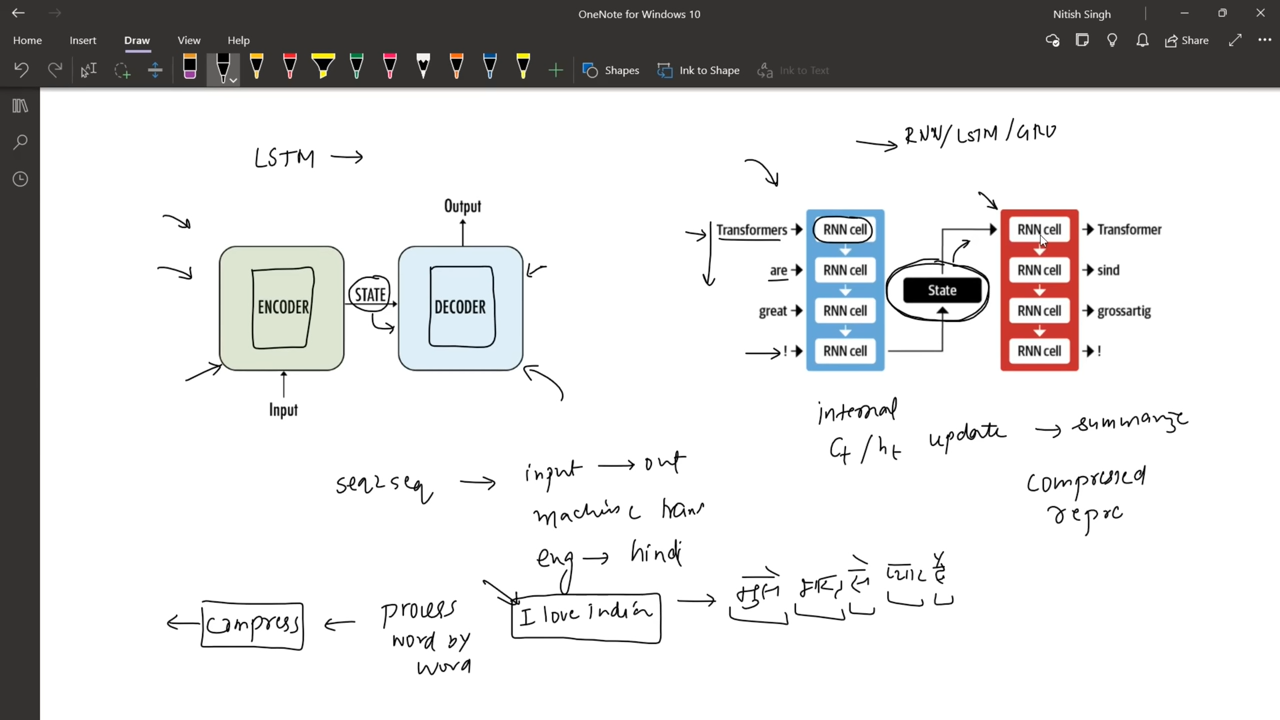 OneNote for Windows 10
Nitish Singh
Home Insert Draw View Help
Share
Shapes
Ink to Shape
Ink to Text
LSTM →
→ RNN/LSTM/GRU
Output
ENCODER
STATE
DECODER
Input
Transformers RNN cell
are RNN cell
great RNN cell
! RNN cell
State
RNN cell Transformer
RNN cell sind
RNN cell grossartig
RNN cell !
internal
Ct/ht update → summarize
compressed
repre
seq2seq → input → out
machine trans
eng → hindi
I love india →
process
word by
word
← compress ←